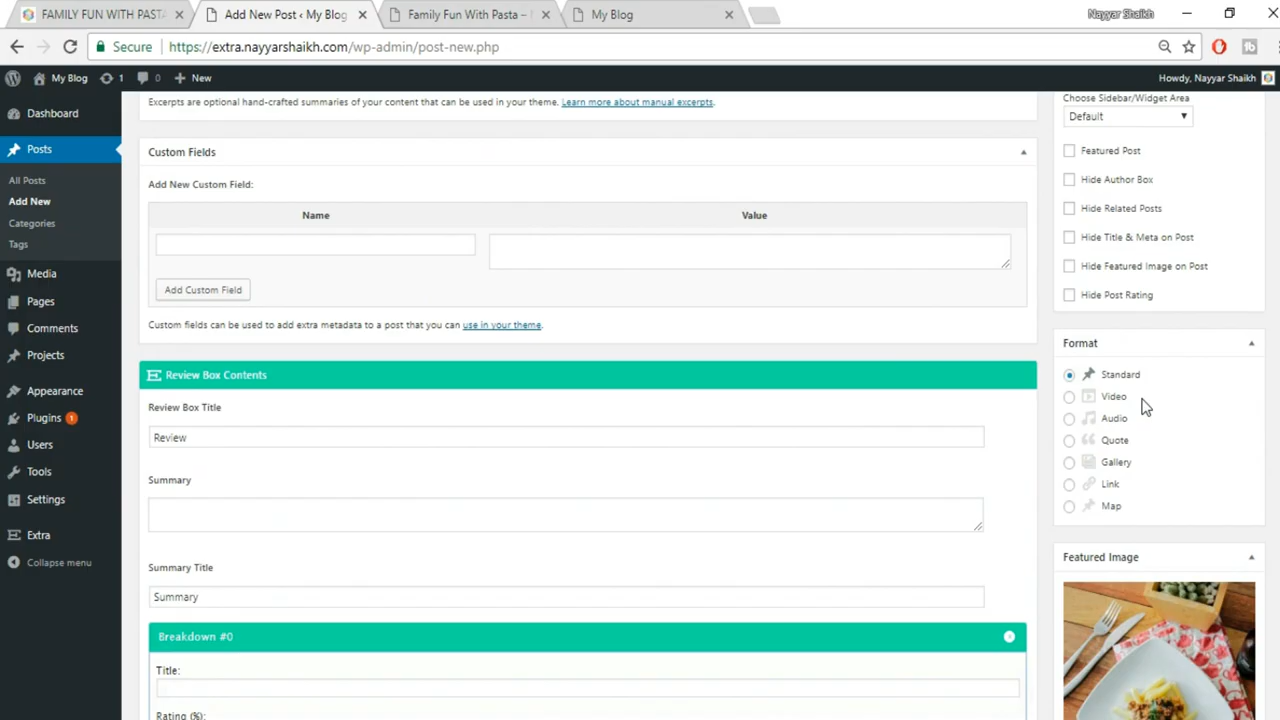 FAMILY FUN WITH PASTA
Add New Post ‹ My Blog
Family Fun With Pasta –
My Blog
Nayyar Shaikh
Secure
https://extra.nayyarshaikh.com/wp-admin/post-new.php
My Blog
1
0
New
Howdy, Nayyar Shaikh
Dashboard
Posts
All Posts
Add New
Categories
Tags
Media
Pages
Comments
Projects
Appearance
Plugins 1
Users
Tools
Settings
Extra
Collapse menu
Excerpts are optional hand-crafted summaries of your content that can be used in your theme. Learn more about manual excerpts.
Custom Fields
Add New Custom Field:
Name
Value
Add Custom Field
Custom fields can be used to add extra metadata to a post that you can use in your theme.
Review Box Contents
Review Box Title
Review
Summary
Summary Title
Summary
Breakdown #0
Title:
Rating (%):
Choose Sidebar/Widget Area
Default
Featured Post
Hide Author Box
Hide Related Posts
Hide Title & Meta on Post
Hide Featured Image on Post
Hide Post Rating
Format
Standard
Video
Audio
Quote
Gallery
Link
Map
Featured Image